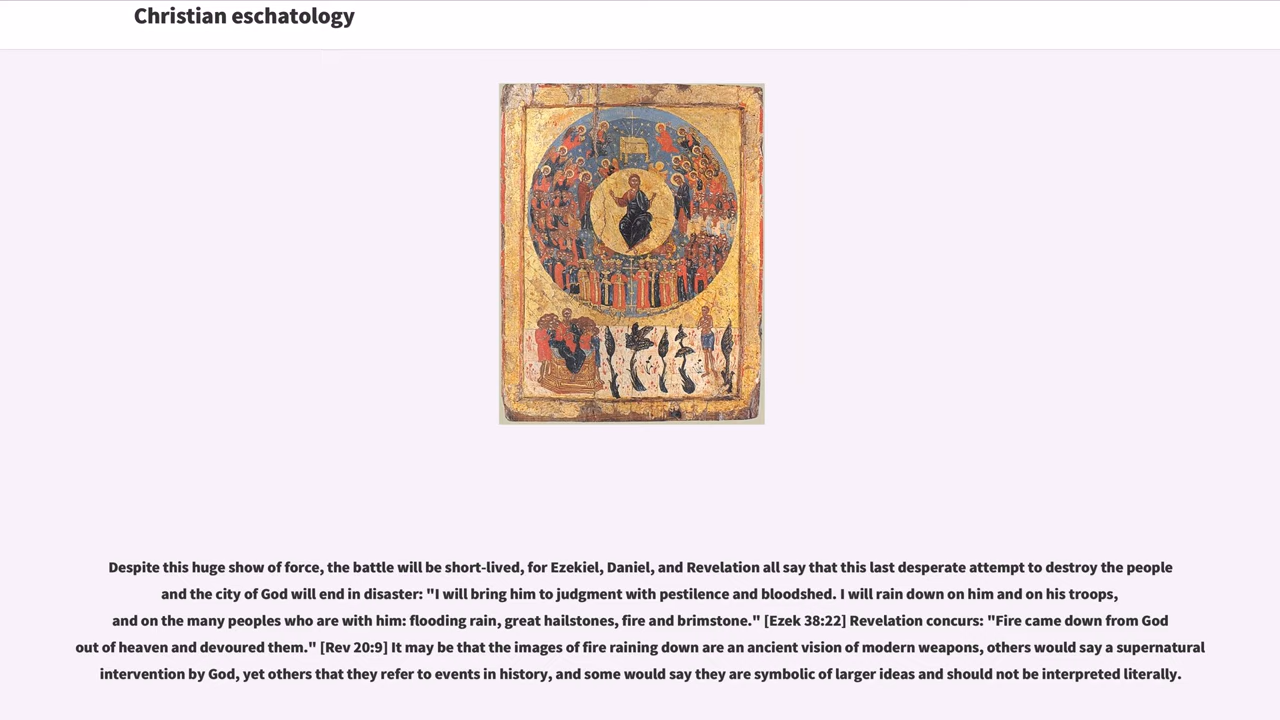 Christian eschatology
Despite this huge show of force, the battle will be short-lived, for Ezekiel, Daniel, and Revelation all say that this last desperate attempt to destroy the people
and the city of God will end in disaster: "I will bring him to judgment with pestilence and bloodshed. I will rain down on him and on his troops,
and on the many peoples who are with him: flooding rain, great hailstones, fire and brimstone." [Ezek 38:22] Revelation concurs: "Fire came down from God
out of heaven and devoured them." [Rev 20:9] It may be that the images of fire raining down are an ancient vision of modern weapons, others would say a supernatural
intervention by God, yet others that they refer to events in history, and some would say they are symbolic of larger ideas and should not be interpreted literally.